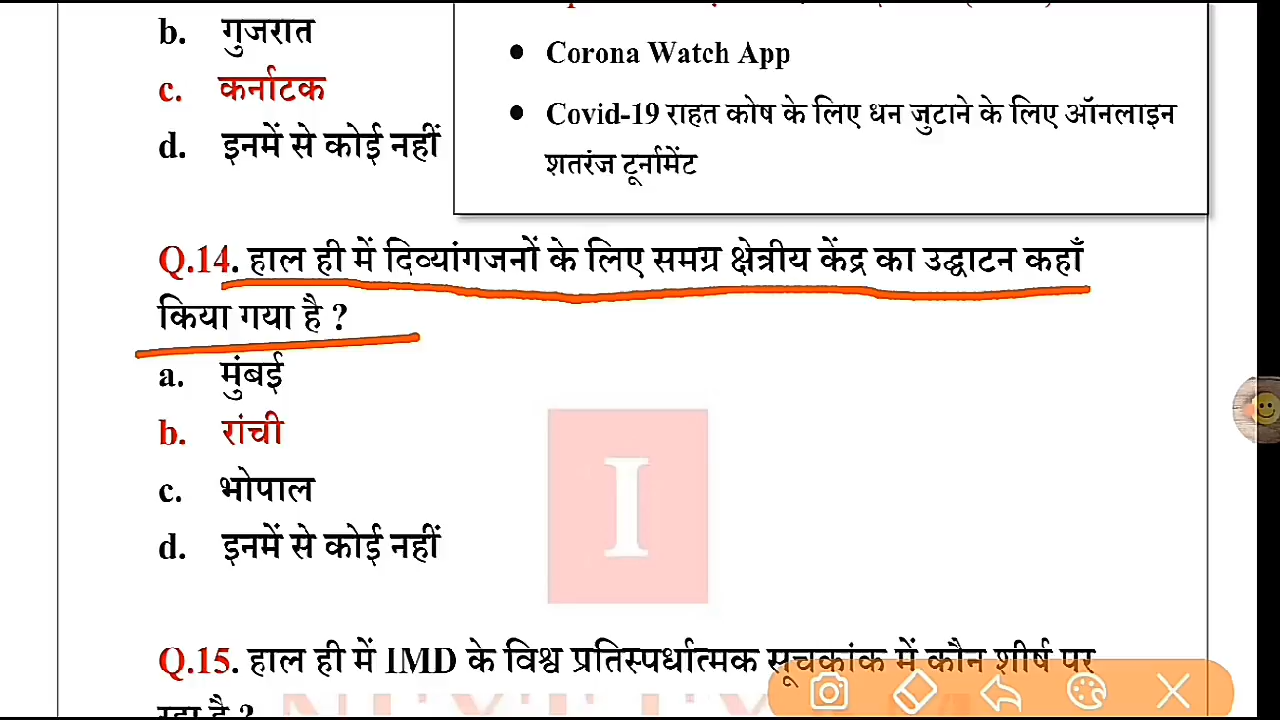 b. गुजरात
c. कर्नाटक
d. इनमें से कोई नहीं
• Corona Watch App
• Covid-19 राहत कोष के लिए धन जुटाने के लिए ऑनलाइन
शतरंज टूर्नामेंट
Q.14. हाल ही में दिव्यांगजनों के लिए समग्र क्षेत्रीय केंद्र का उद्घाटन कहाँ
किया गया है ?
a. मुंबई
b. रांची
c. भोपाल
d. इनमें से कोई नहीं
I
Q.15. हाल ही में IMD के विश्व प्रतिस्पर्धात्मक सूचकांक में कौन शीर्ष पर
रहा है ?